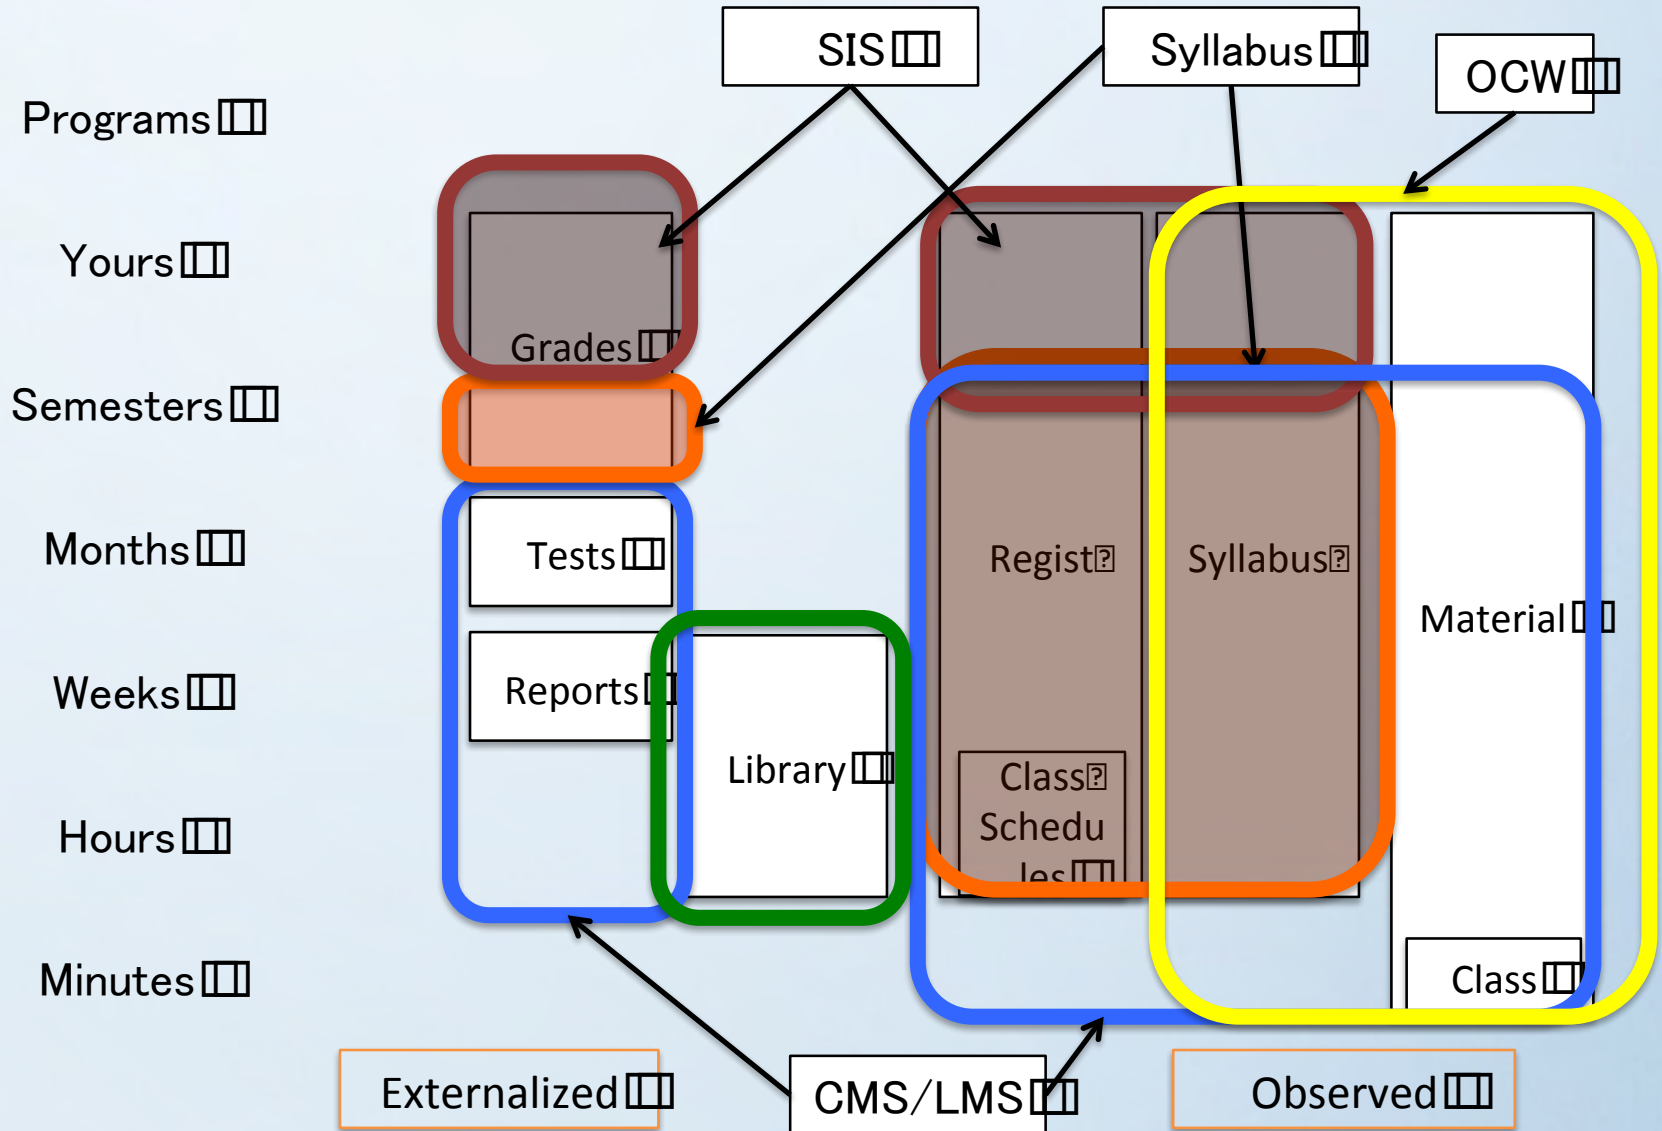 SIS
Syllabus
OCW
Programs
Yours
Grades
Semesters
Months
Tests
Regist
Syllabus
Material
Weeks
Reports
Library
Class
Schedu
les
Hours
Minutes
Class
Externalized
CMS/LMS
Observed